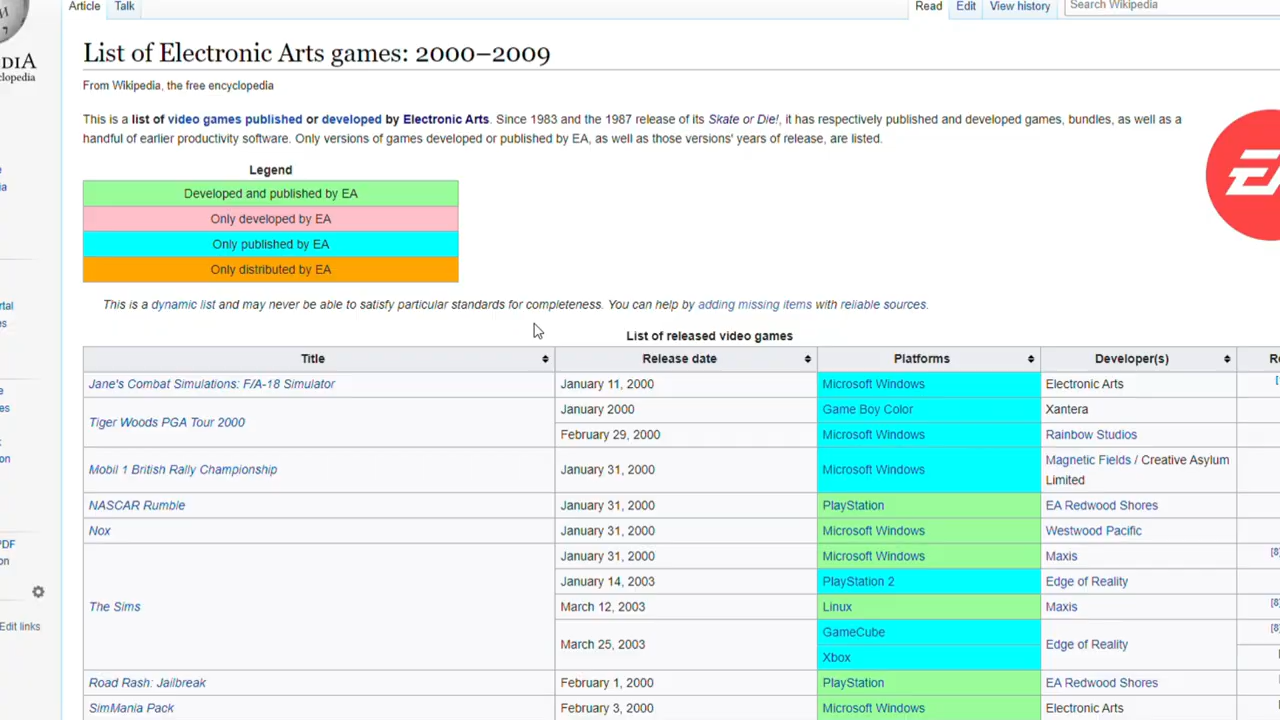 Article Talk Read Edit View history Search Wikipedia
List of Electronic Arts games: 2000–2009
From Wikipedia, the free encyclopedia
This is a list of video games published or developed by Electronic Arts. Since 1983 and the 1987 release of its Skate or Die!, it has respectively published and developed games, bundles, as well as a
handful of earlier productivity software. Only versions of games developed or published by EA, as well as those versions' years of release, are listed.
Legend
Developed and published by EA
Only developed by EA
Only published by EA
Only distributed by EA
This is a dynamic list and may never be able to satisfy particular standards for completeness. You can help by adding missing items with reliable sources.
List of released video games
Title Release date Platforms Developer(s)
Jane's Combat Simulations: F/A-18 Simulator January 11, 2000 Microsoft Windows Electronic Arts
Tiger Woods PGA Tour 2000 January 2000 Game Boy Color Xantera
February 29, 2000 Microsoft Windows Rainbow Studios
Mobil 1 British Rally Championship January 31, 2000 Microsoft Windows Magnetic Fields / Creative Asylum
Limited
NASCAR Rumble January 31, 2000 PlayStation EA Redwood Shores
Nox January 31, 2000 Microsoft Windows Westwood Pacific
The Sims January 31, 2000 Microsoft Windows Maxis
January 14, 2003 PlayStation 2 Edge of Reality
March 12, 2003 Linux Maxis
March 25, 2003 GameCube Edge of Reality
Xbox
Road Rash: Jailbreak February 1, 2000 PlayStation EA Redwood Shores
SimMania Pack February 3, 2000 Microsoft Windows Electronic Arts
Edit links